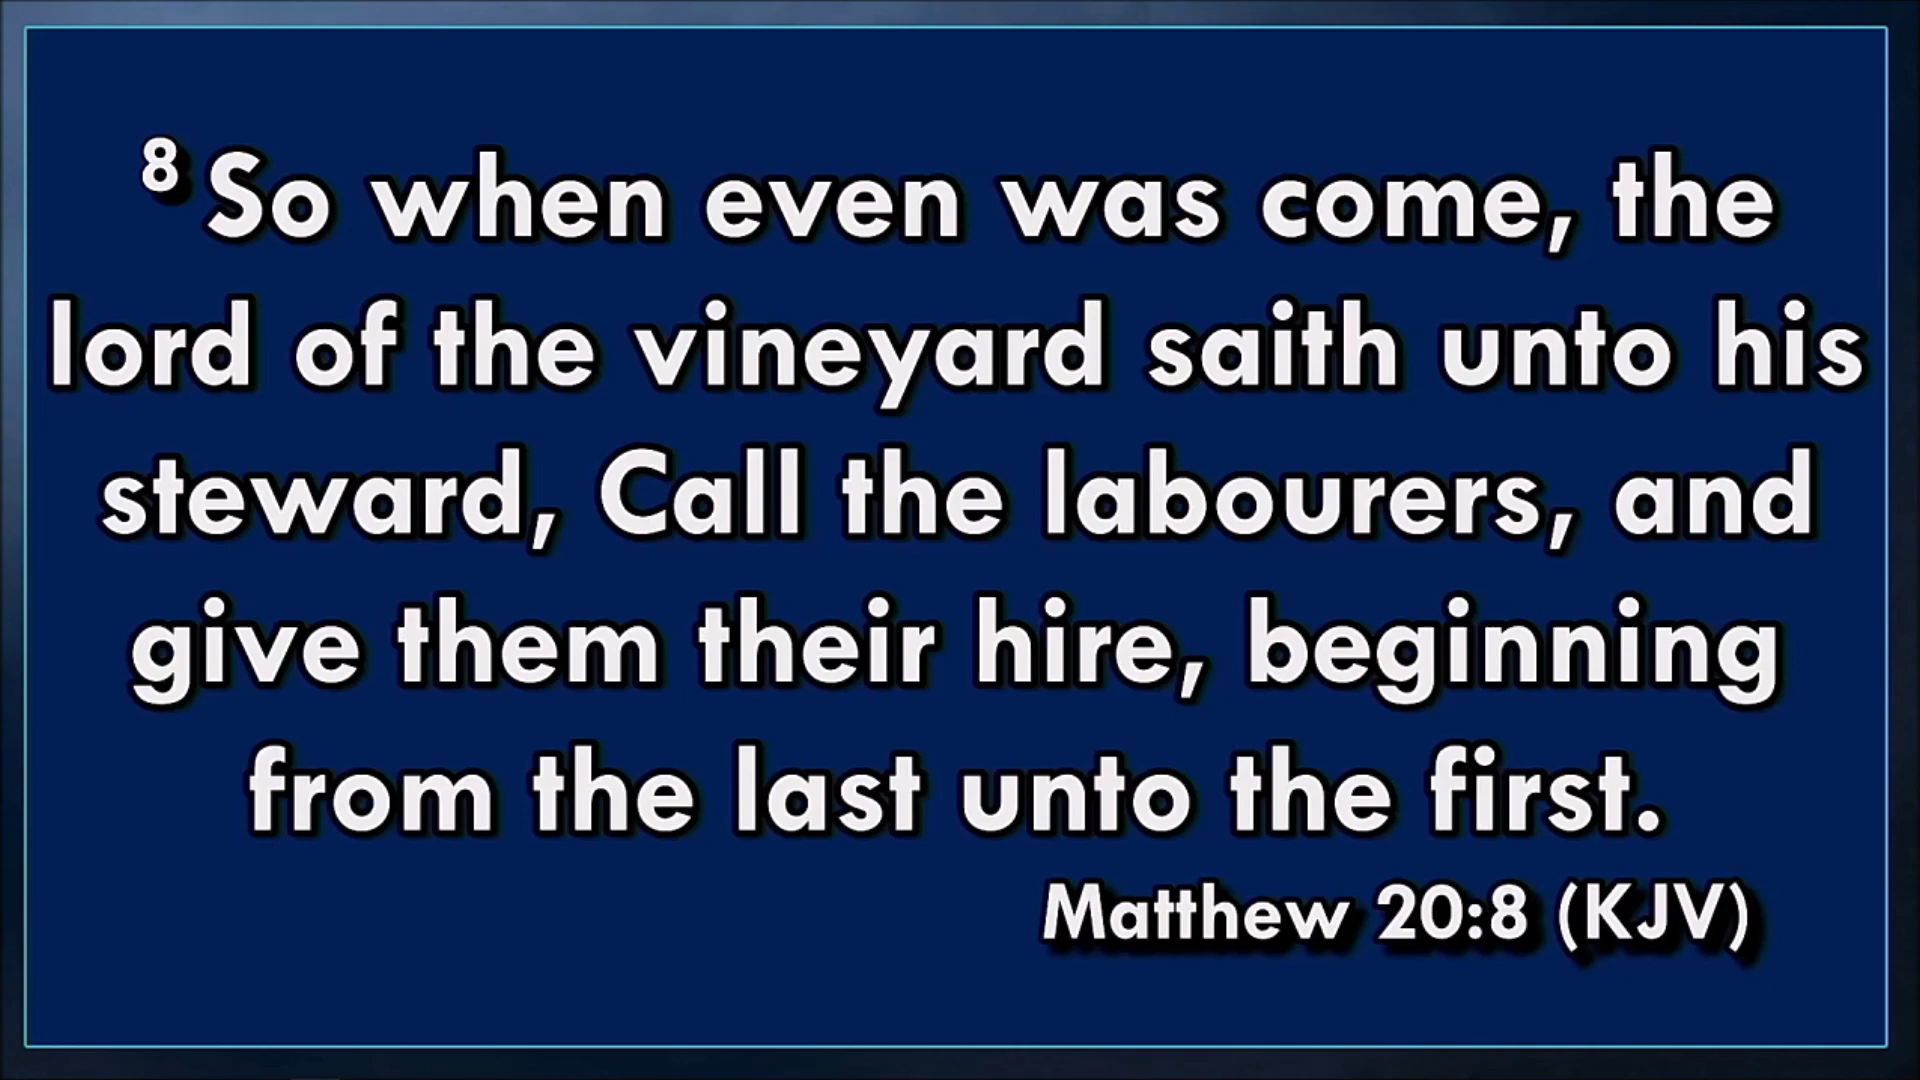 8 So when even was come, the
lord of the vineyard saith unto his
steward, Call the labourers, and
give them their hire, beginning
from the last unto the first.
Matthew 20:8 (KJV)